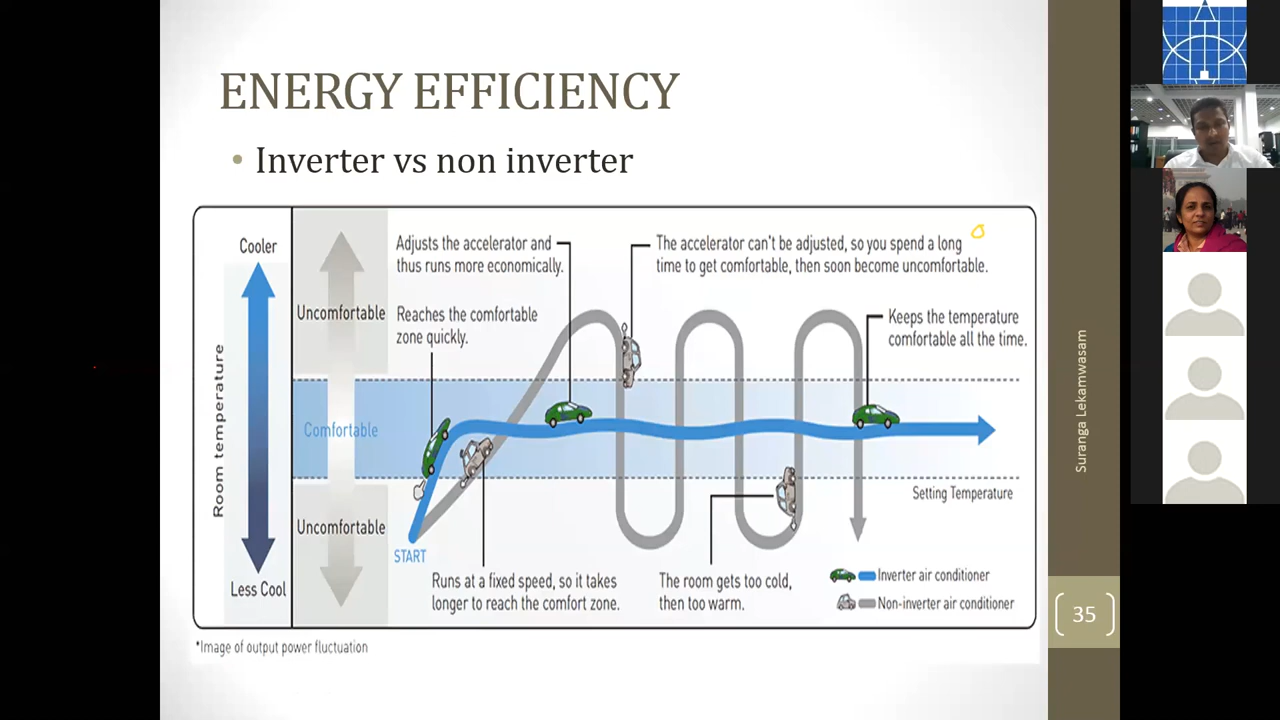 ENERGY EFFICIENCY
• Inverter vs non inverter
Cooler
Room temperature
Less Cool
Uncomfortable
Comfortable
Uncomfortable
Adjusts the accelerator and
thus runs more economically.
Reaches the comfortable
zone quickly.
The accelerator can't be adjusted, so you spend a long
time to get comfortable, then soon become uncomfortable.
Keeps the temperature
comfortable all the time.
Setting Temperature
START
Runs at a fixed speed, so it takes
longer to reach the comfort zone.
The room gets too cold,
then too warm.
Inverter air conditioner
Non-inverter air conditioner
*Image of output power fluctuation
Suranga Lekamwasam
35